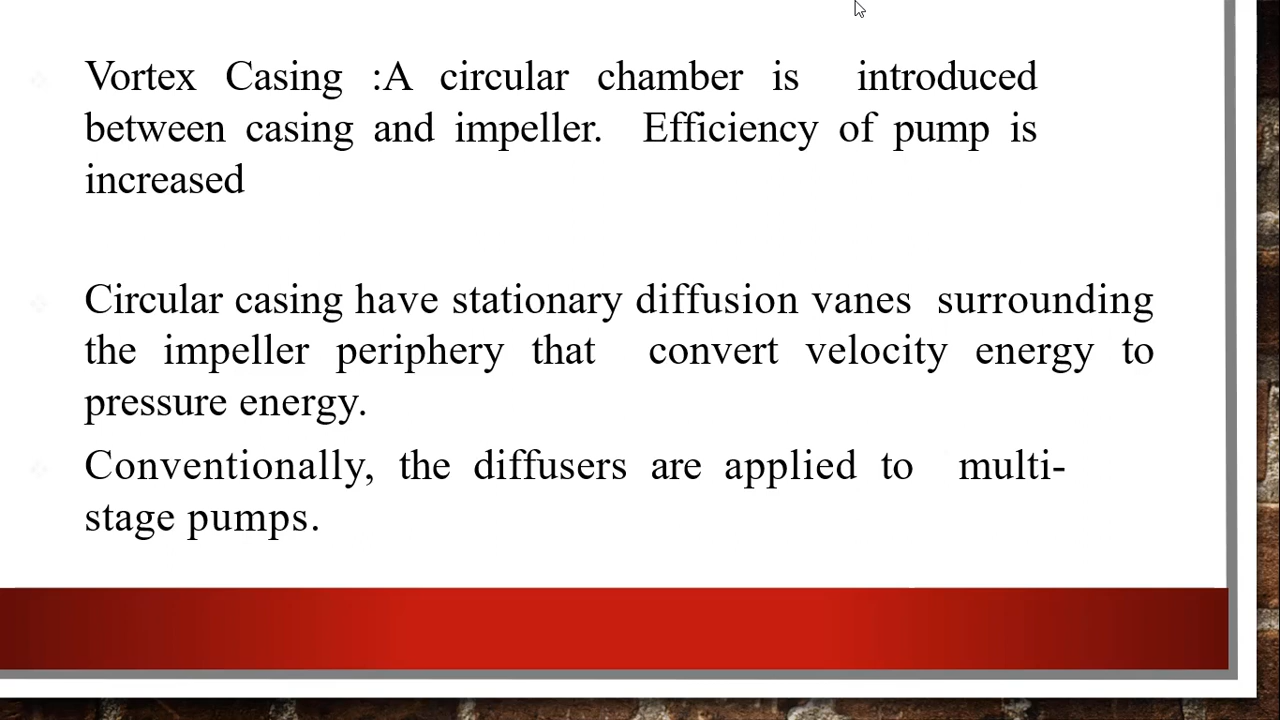 Vortex Casing :A circular chamber is introduced
between casing and impeller. Efficiency of pump is
increased
Circular casing have stationary diffusion vanes surrounding
the impeller periphery that convert velocity energy to
pressure energy.
Conventionally, the diffusers are applied to multi-
stage pumps.